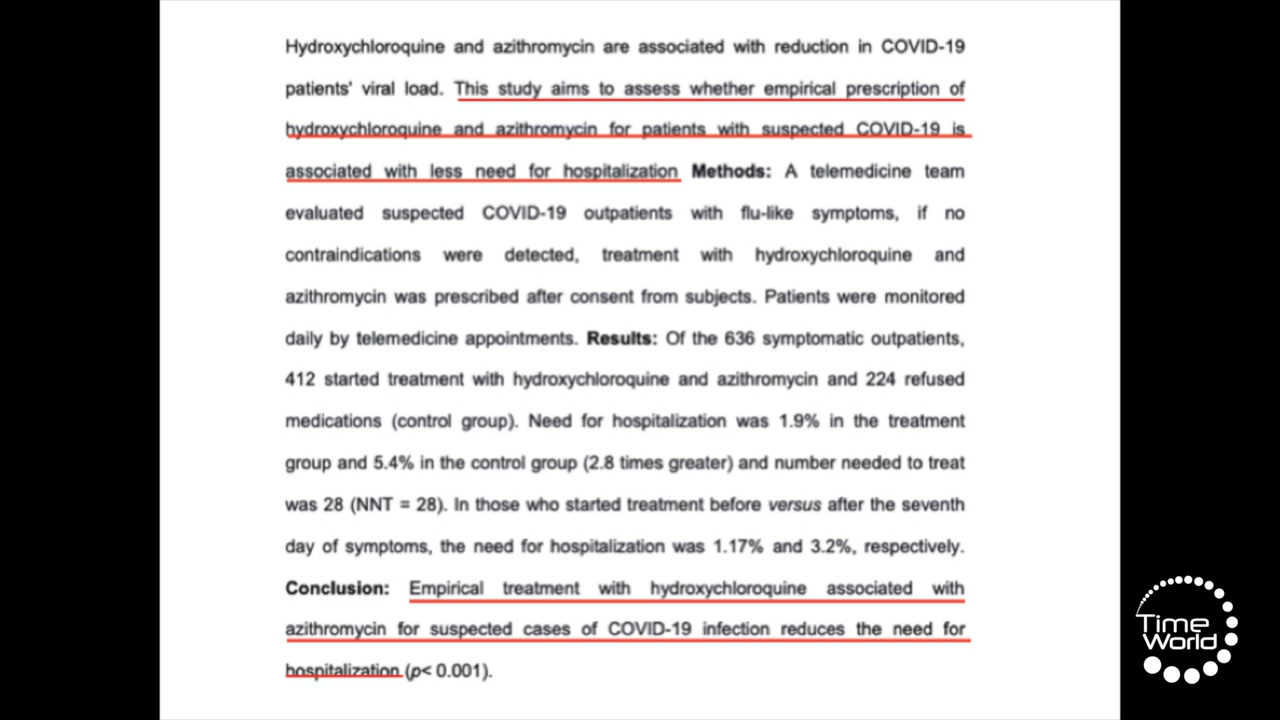 Hydroxychloroquine and azithromycin are associated with reduction in COVID-19
patients' viral load. This study aims to assess whether empirical prescription of
hydroxychloroquine and azithromycin for patients with suspected COVID-19 is
associated with less need for hospitalization Methods: A telemedicine team
evaluated suspected COVID-19 outpatients with flu-like symptoms, if no
contraindications were detected, treatment with hydroxychloroquine and
azithromycin was prescribed after consent from subjects. Patients were monitored
daily by telemedicine appointments. Results: Of the 636 symptomatic outpatients,
412 started treatment with hydroxychloroquine and azithromycin and 224 refused
medications (control group). Need for hospitalization was 1.9% in the treatment
group and 5.4% in the control group (2.8 times greater) and number needed to treat
was 28 (NNT = 28). In those who started treatment before versus after the seventh
day of symptoms, the need for hospitalization was 1.17% and 3.2%, respectively.
Conclusion: Empirical treatment with hydroxychloroquine associated with
azithromycin for suspected cases of COVID-19 infection reduces the need for
hospitalization (p< 0.001).
Time
World